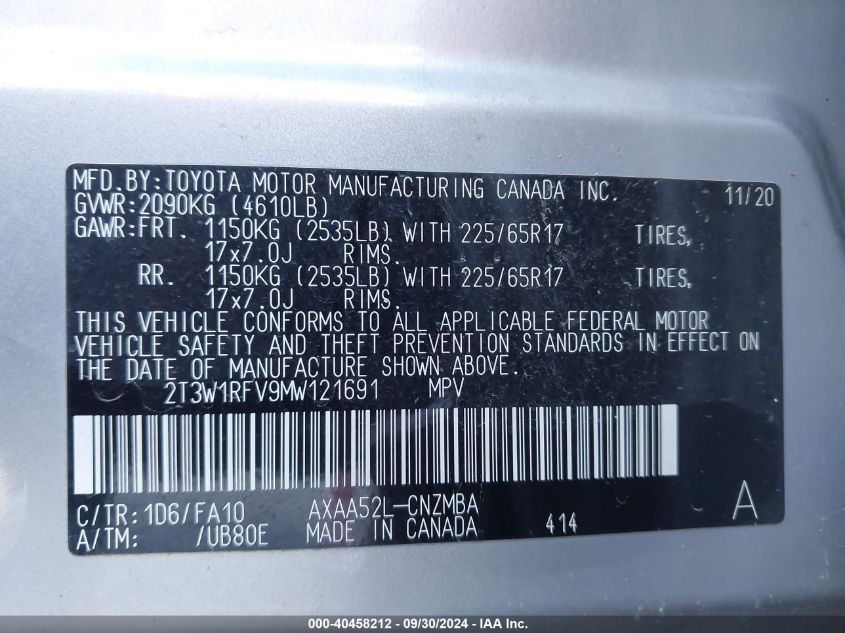 MFD.BY:TOYOTA MOTOR MANUFACTURING CANADA INC. 11/20
GVWR:2090KG (4610LB)
GAWR:FRT. 1150KG (2535LB) WITH 225/65R17 TIRES,
17x7.0J RIMS.
RR. 1150KG (2535LB) WITH 225/65R17 TIRES,
17x7.0J RIMS.
THIS VEHICLE CONFORMS TO ALL APPLICABLE FEDERAL MOTOR
VEHICLE SAFETY AND THEFT PREVENTION STANDARDS IN EFFECT ON
THE DATE OF MANUFACTURE SHOWN ABOVE.
2T3W1RFV9MW121691 MPV
C/TR:1D6/FA10 AXAA52L-CNZMBA A
A/TM: /UB80E MADE IN CANADA 414
000-40458212 - 09/30/2024 - IAA Inc.